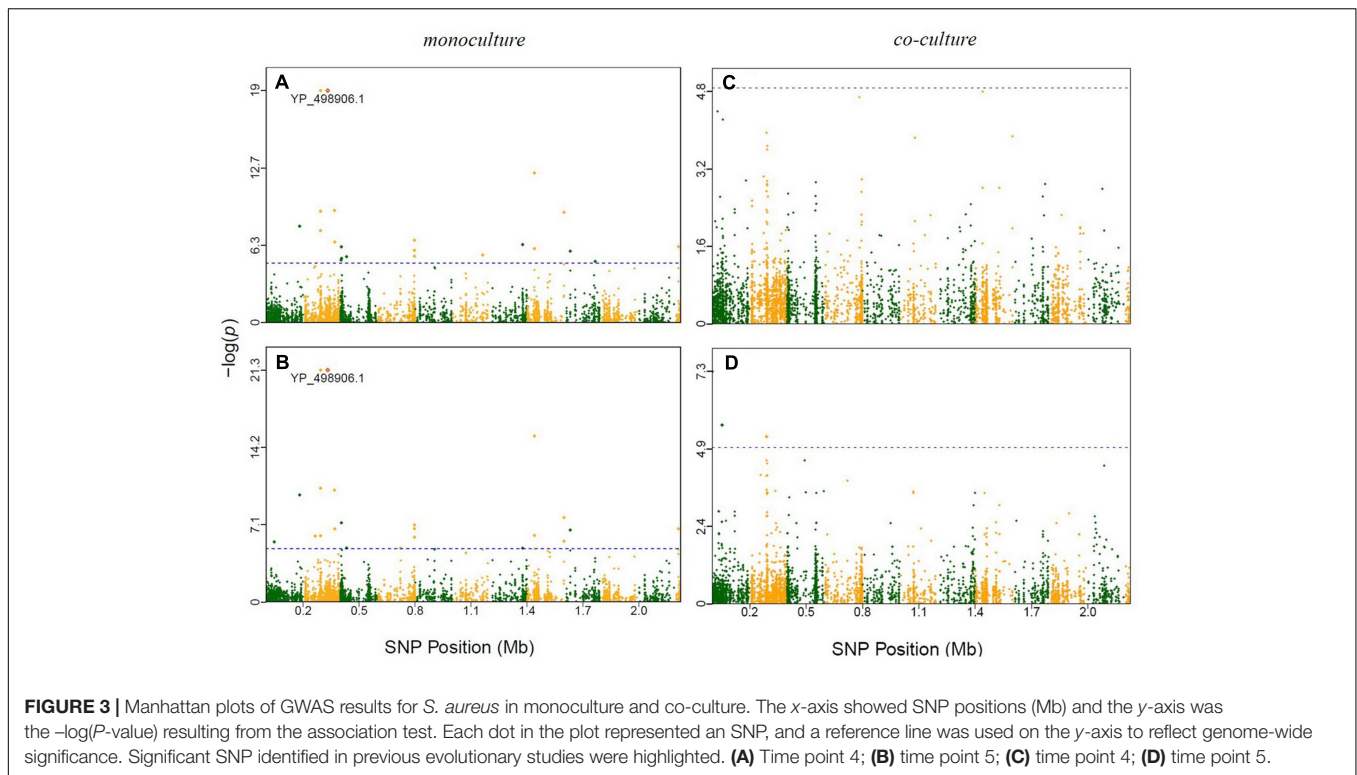 monoculture
co-culture
A
19
12.7
6.3
0
YP_498906.1
C
4.8
3.2
1.6
0
−log(p)
B
21.3
14.2
7.1
0
YP_498906.1
0.2 0.5 0.8 1.1 1.4 1.7 2.0
SNP Position (Mb)
D
7.3
4.9
2.4
0
0.2 0.5 0.8 1.1 1.4 1.7 2.0
SNP Position (Mb)
FIGURE 3 | Manhattan plots of GWAS results for S. aureus in monoculture and co-culture. The x-axis showed SNP positions (Mb) and the y-axis was
the –log(P-value) resulting from the association test. Each dot in the plot represented an SNP, and a reference line was used on the y-axis to reflect genome-wide
significance. Significant SNP identified in previous evolutionary studies were highlighted. (A) Time point 4; (B) time point 5; (C) time point 4; (D) time point 5.